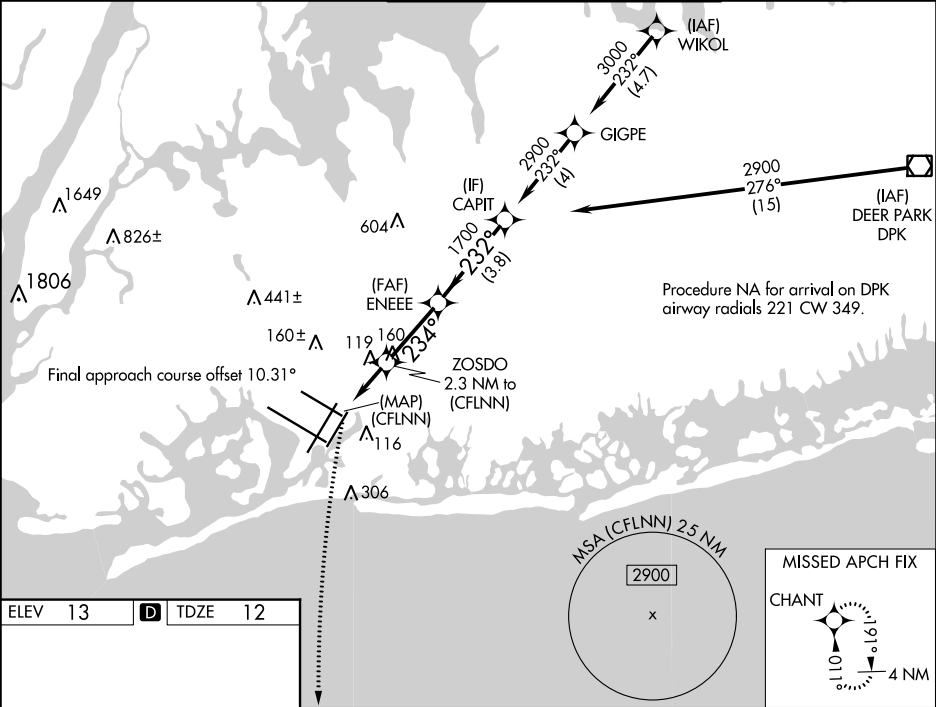 (IAF)
WIKOL
3000
232°
(4.7)
GIGPE
2900
232°
(4)
(IF)
CAPIT
2900
276°
(15)
(IAF)
DEER PARK
DPK
1649
826±
604
1700
232°
(3.8)
1806
441±
(FAF)
ENEEE
Procedure NA for arrival on DPK
airway radials 221 CW 349.
160±
119
160
234°
ZOSDO
2.3 NM to
(CFLNN)
Final approach course offset 10.31°
(MAP)
(CFLNN)
116
306
MSA (CFLNN) 25 NM
2900
x
MISSED APCH FIX
CHANT
191°
011°
4 NM
ELEV 13 D TDZE 12